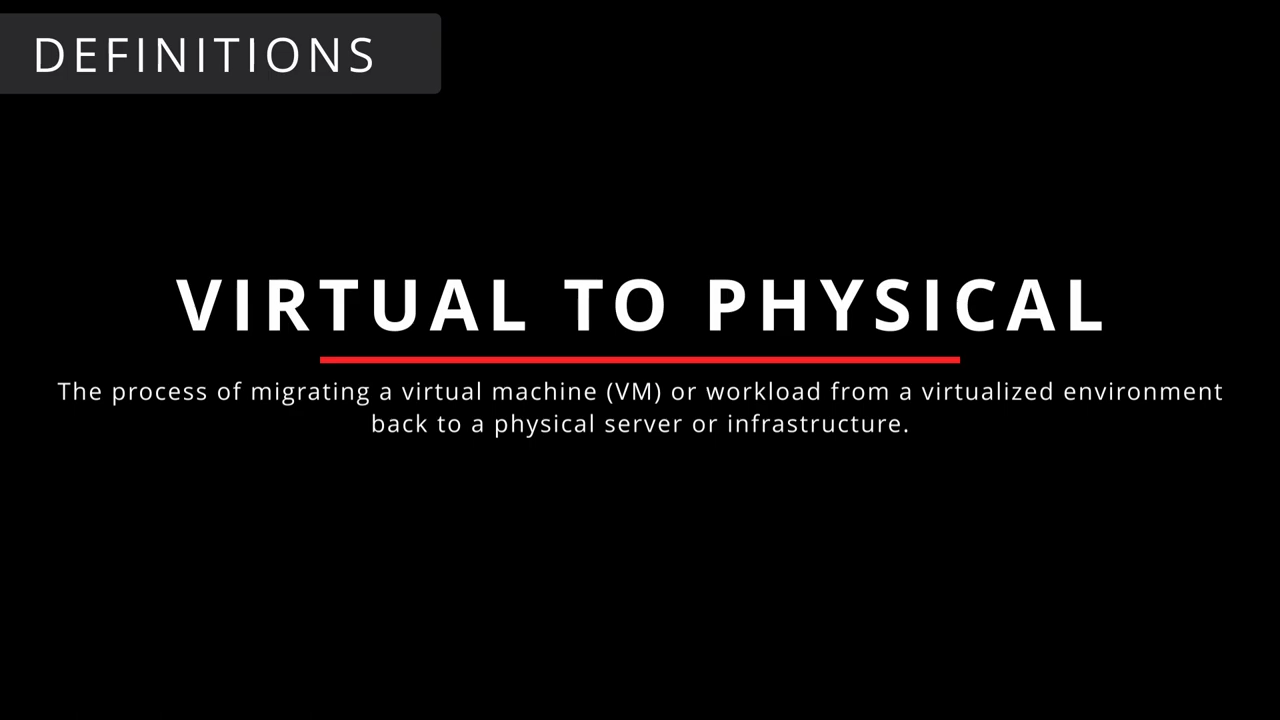 DEFINITIONS
VIRTUAL TO PHYSICAL
The process of migrating a virtual machine (VM) or workload from a virtualized environment
back to a physical server or infrastructure.